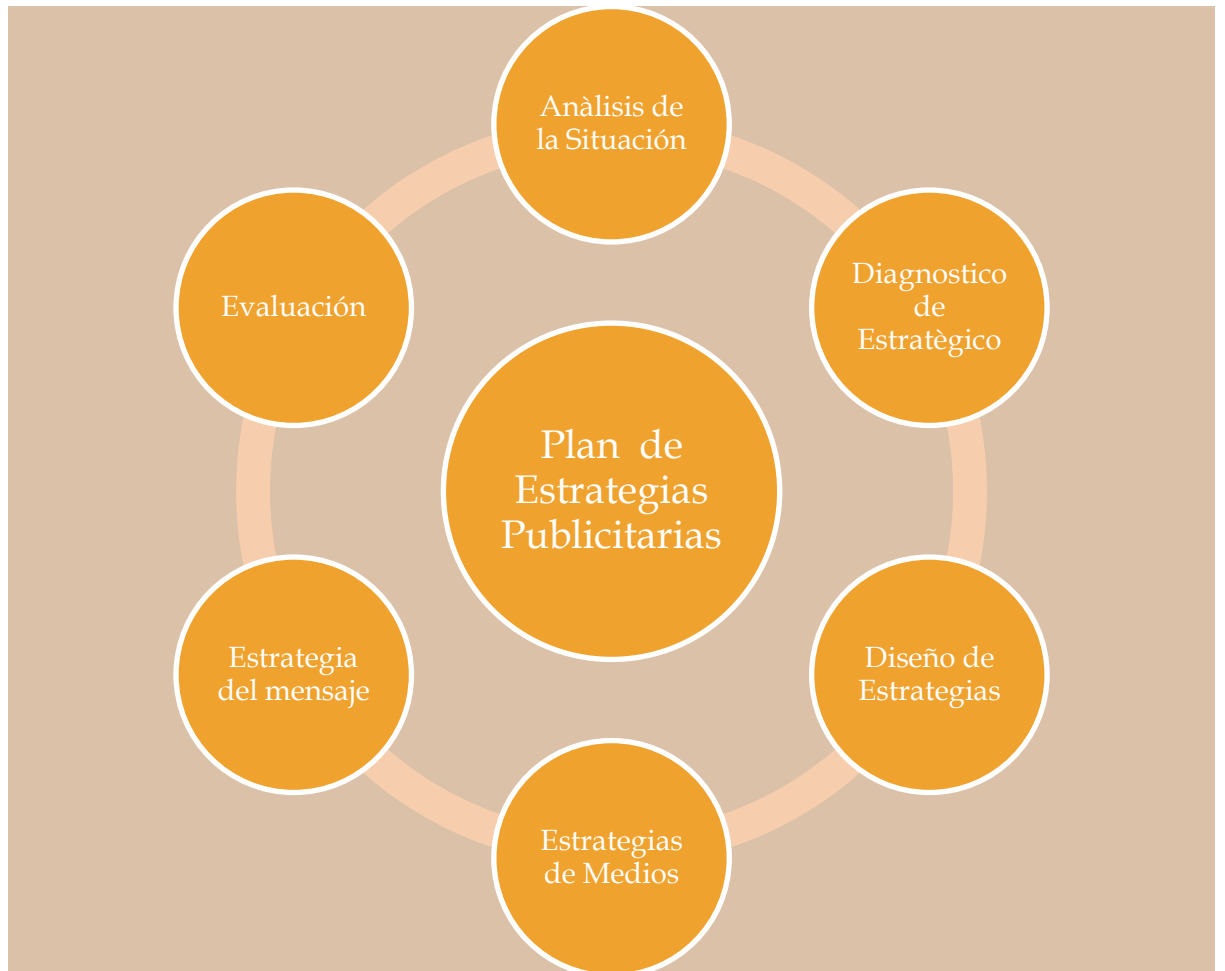 Anàlisis de
la Situación
Diagnostico
de
Estratègico
Diseño de
Estrategias
Estrategias
de Medios
Estrategia
del mensaje
Evaluación
Plan de
Estrategias
Publicitarias